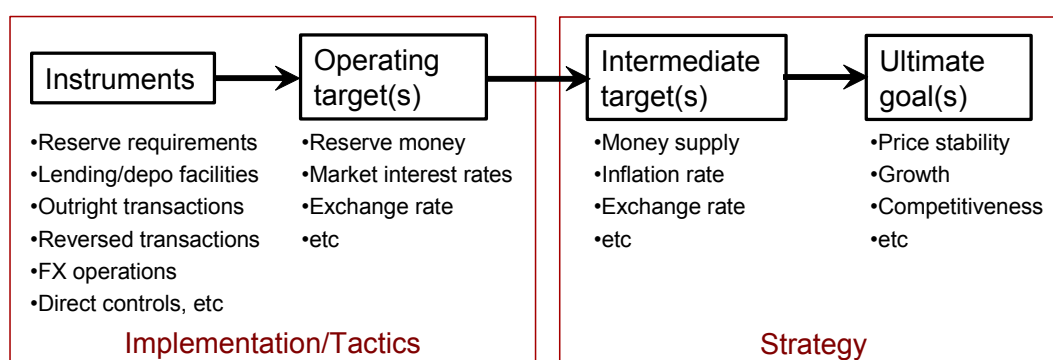 Instruments
•Reserve requirements
•Lending/depo facilities
•Outright transactions
•Reversed transactions
•FX operations
•Direct controls, etc
Operating
target(s)
•Reserve money
•Market interest rates
•Exchange rate
•etc
Implementation/Tactics
Intermediate
target(s)
•Money supply
•Inflation rate
•Exchange rate
•etc
Ultimate
goal(s)
•Price stability
•Growth
•Competitiveness
•etc
Strategy